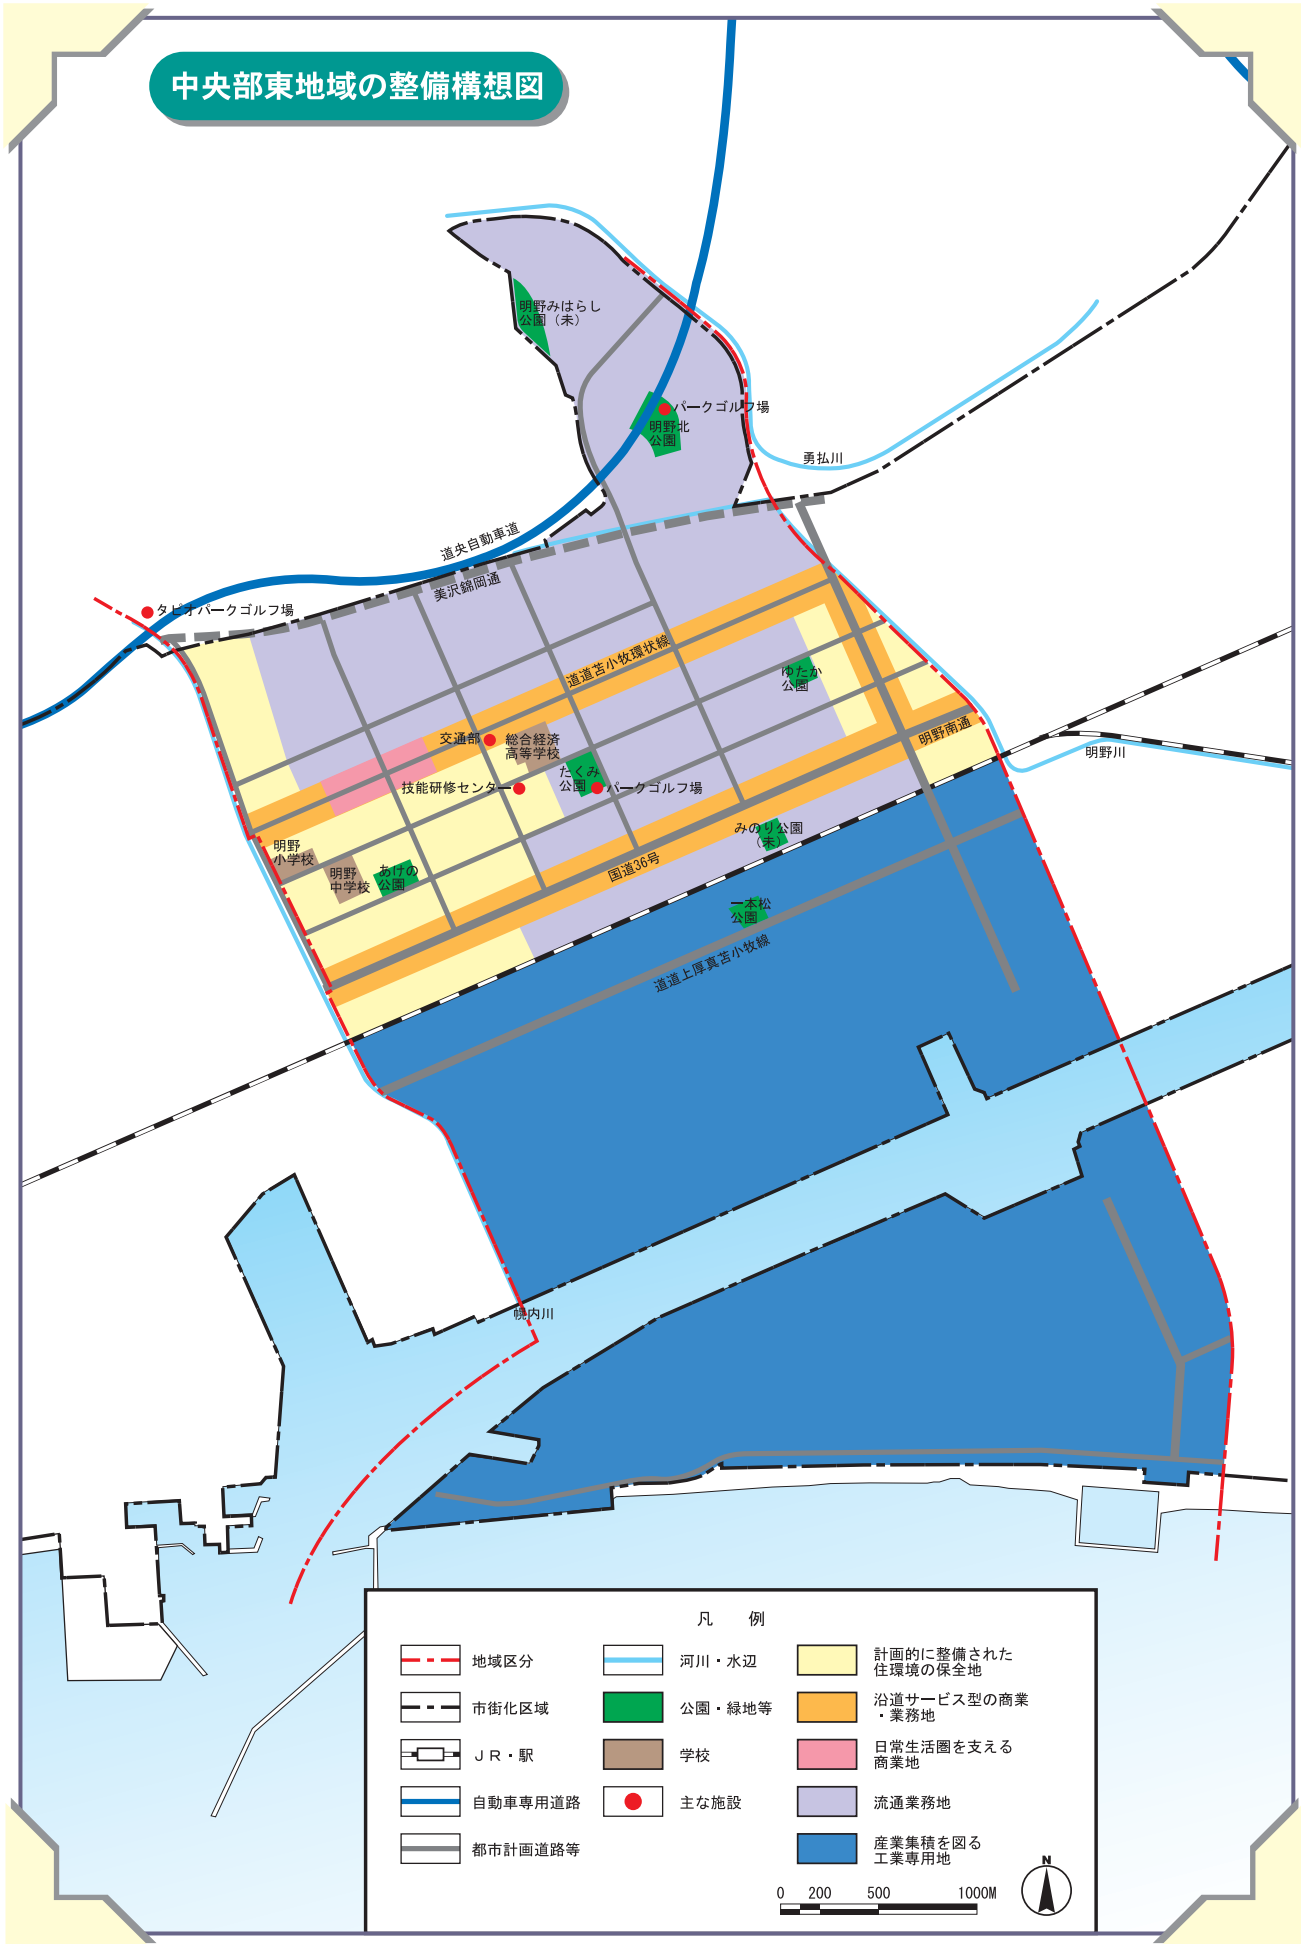 中央部東地域の整備構想図
明野みはらし
公園（未）
パークゴルフ場
明野北
公園
勇払川
道央自動車道
美沢錦岡通
タピオパークゴルフ場
道道苫小牧環状線
ゆたか
公園
交通部
総合経済
高等学校
明野南通
明野川
たくみ
公園
技能研修センター
パークゴルフ場
みのり公園
（未）
明野
小学校
明野
中学校
あけの
公園
国道36号
一本松
公園
道道上厚真苫小牧線
幌内川
凡　例
地域区分
市街化区域
ＪＲ・駅
自動車専用道路
都市計画道路等
河川・水辺
公園・緑地等
学校
主な施設
計画的に整備された
住環境の保全地
沿道サービス型の商業
・業務地
日常生活圏を支える
商業地
流通業務地
産業集積を図る
工業専用地
N
0 200 500 1000M